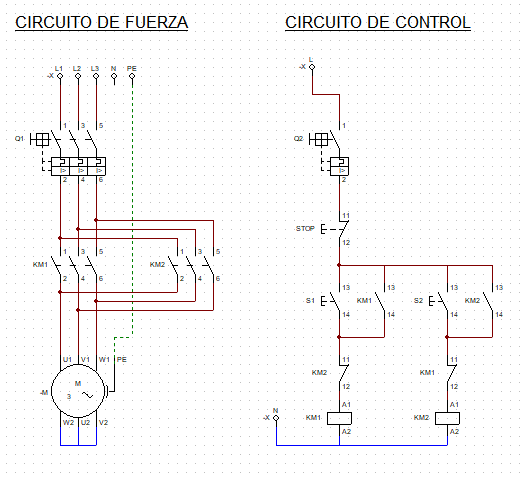 CIRCUITO DE FUERZA
CIRCUITO DE CONTROL
L1 L2 L3 N PE
-X
L
-X
1 3 5
Q1
I> I> I>
2 4 6
1
Q2
I>
2
11
STOP
12
1 3 5
KM1
2 4 6
1 3 5
KM2
2 4 6
13 13 13 13
S1 KM1 S2 KM2
14 14 14 14
U1 V1 W1 PE
M
3
-M
W2 U2 V2
11 11
KM2 KM1
12 12
A1 A1
KM1 KM2
A2 A2
N
-X